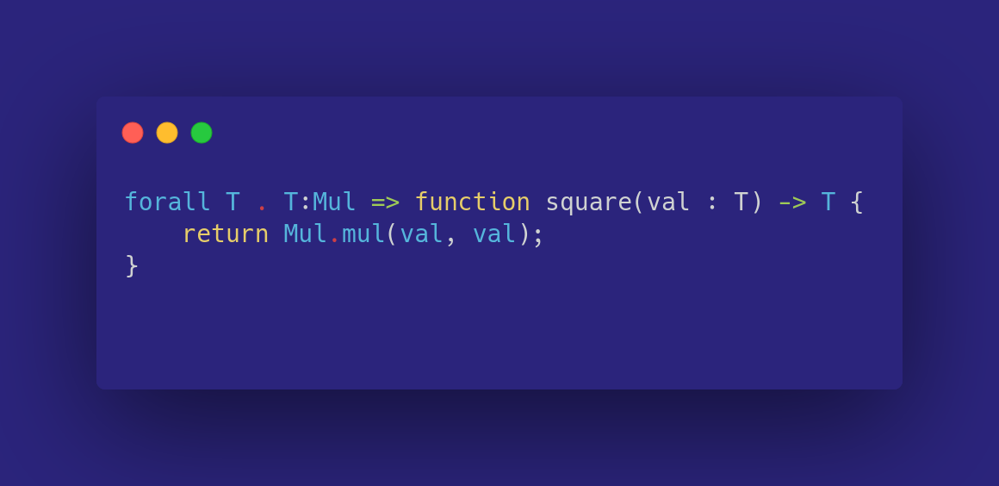 forall T . T:Mul => function square(val : T) -> T {
    return Mul.mul(val, val);
}